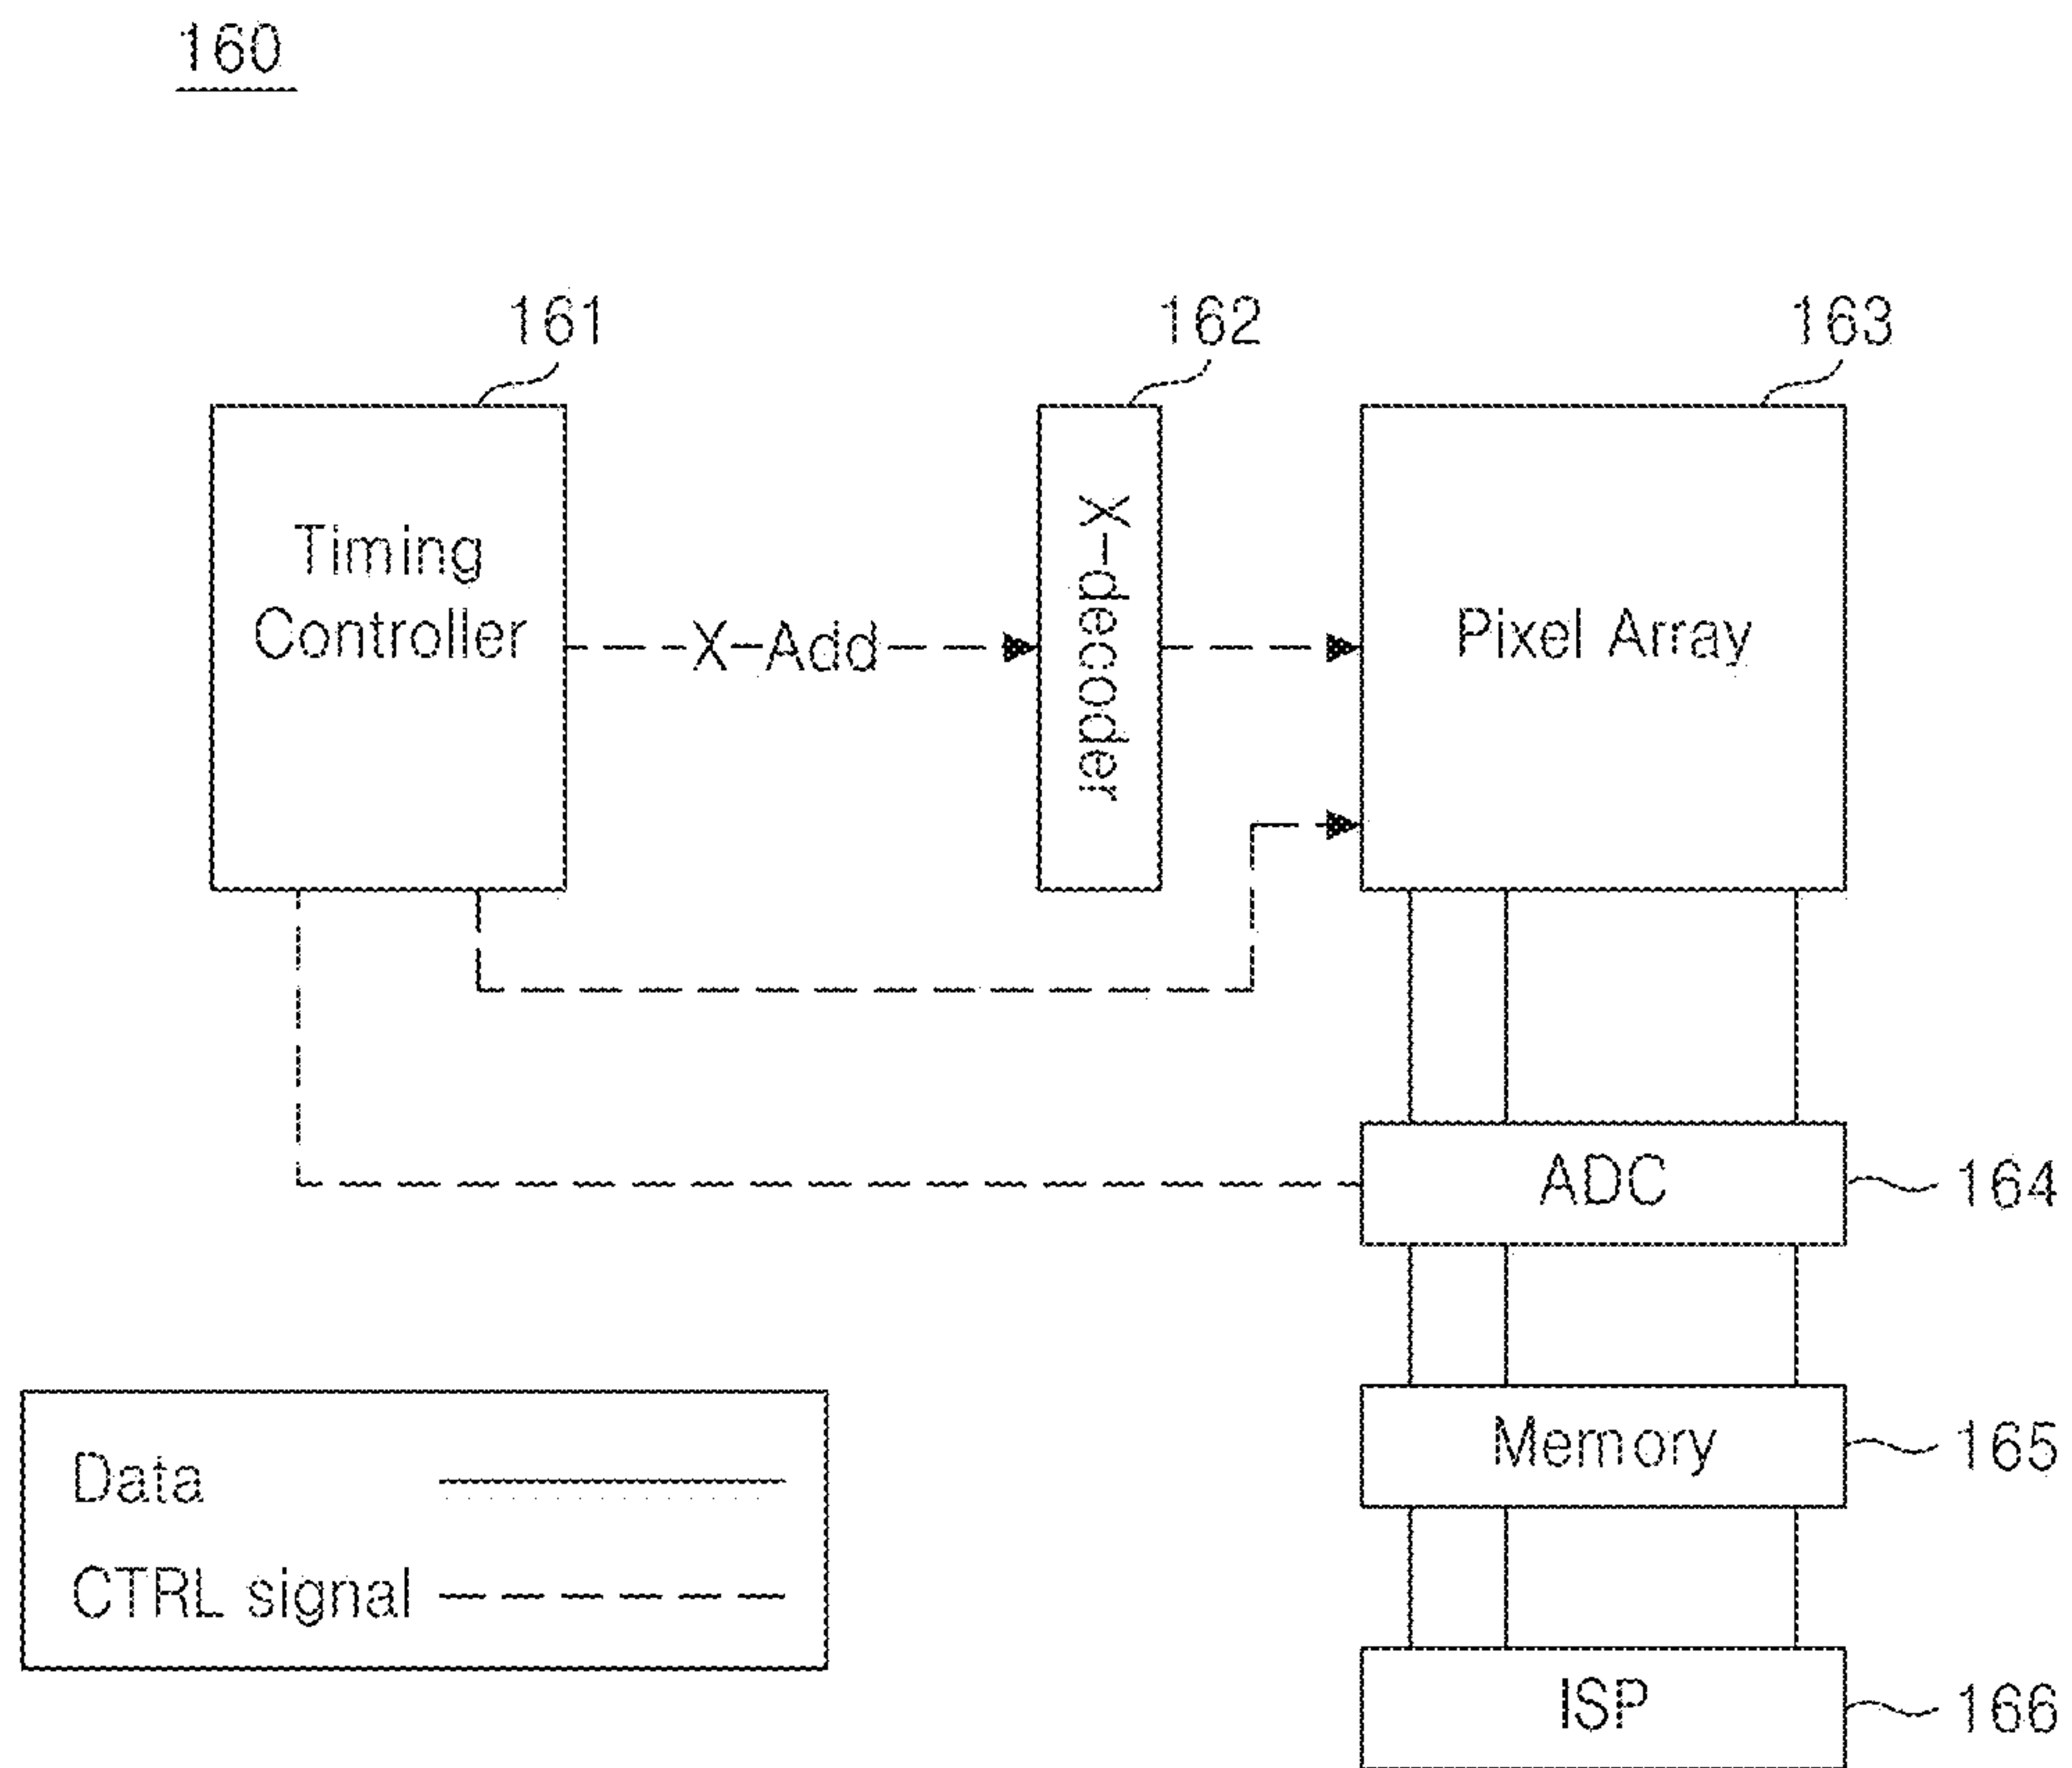 160
161
162
163
Timing
Controller
X-Add
X-decoder
Pixel Array
ADC
164
Memory
165
ISP
166
Data
CTRL signal